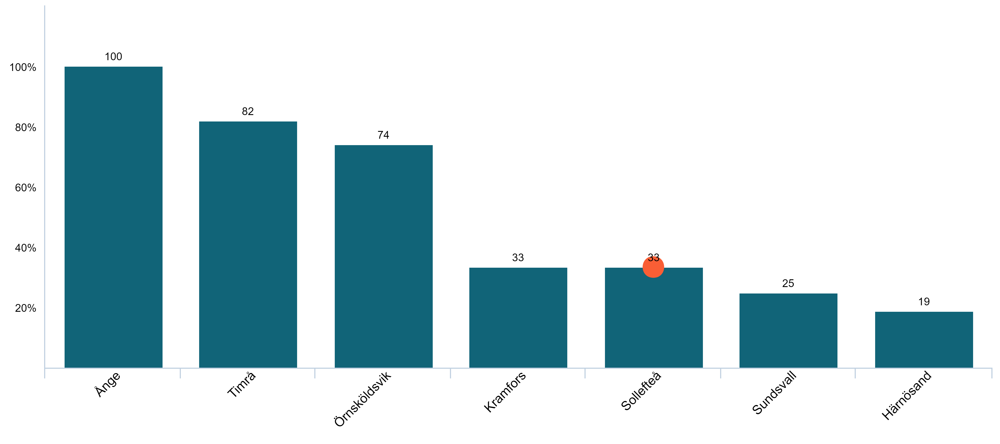 100
100%
82
80%
74
60%
40%
33
33
25
20%
19
Ånge
Timrå
Örnsköldsvik
Kramfors
Sollefteå
Sundsvall
Härnösand